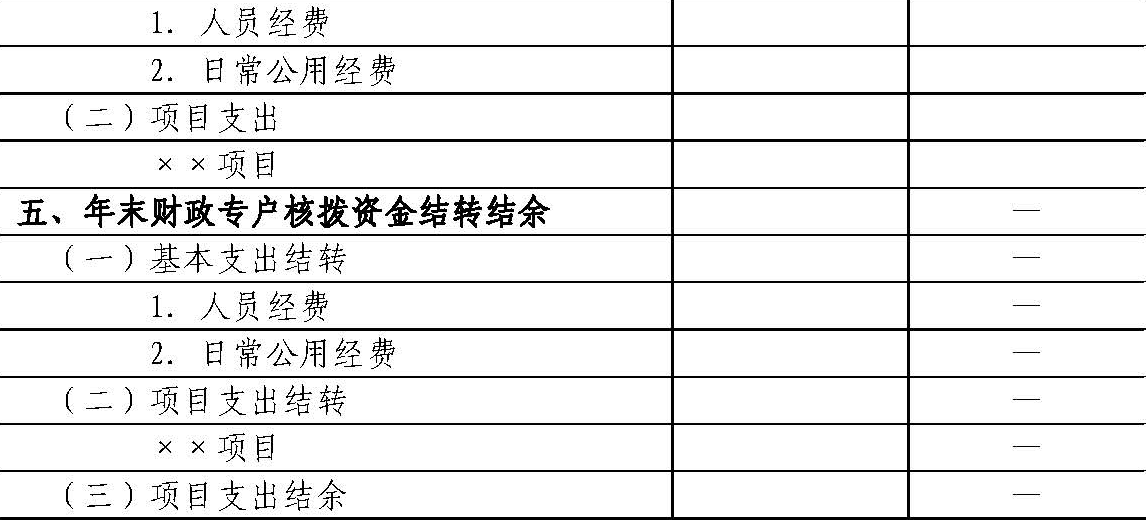 1. 人员经费
2. 日常公用经费
（二）项目支出
××项目
五、年末财政专户核拨资金结转结余 —
（一）基本支出结转 —
1. 人员经费 —
2. 日常公用经费 —
（二）项目支出结转 —
××项目 —
（三）项目支出结余 —